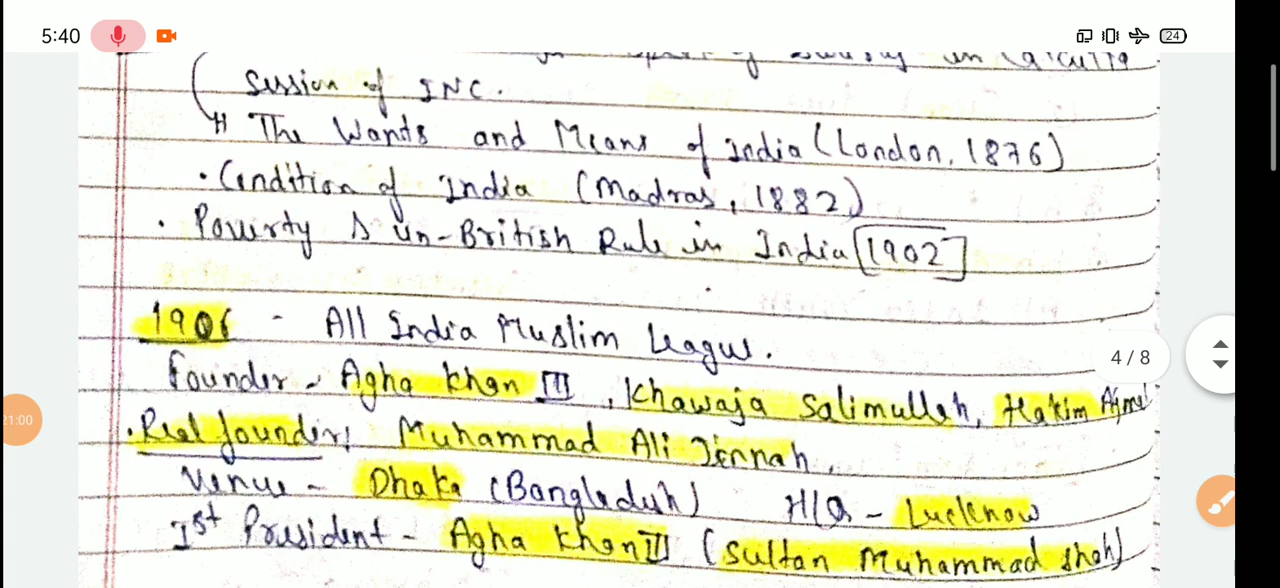 5:40 24
Session of INC.
The Wants and Means of India (London, 1876)
• Condition of India (Madras, 1882)
• Poverty & un-British Rule in India [1902]
1906 - All India Muslim League.
4 / 8
Founder - Agha Khan III, Khawaja Salimullah, Hakim Ajmal
21:00
• Real founder, Muhammad Ali Jennah,
Venue - Dhaka (Bangladesh) H/Q - Lucknow
Ist President - Agha Khan III (Sultan Muhammad Shah)